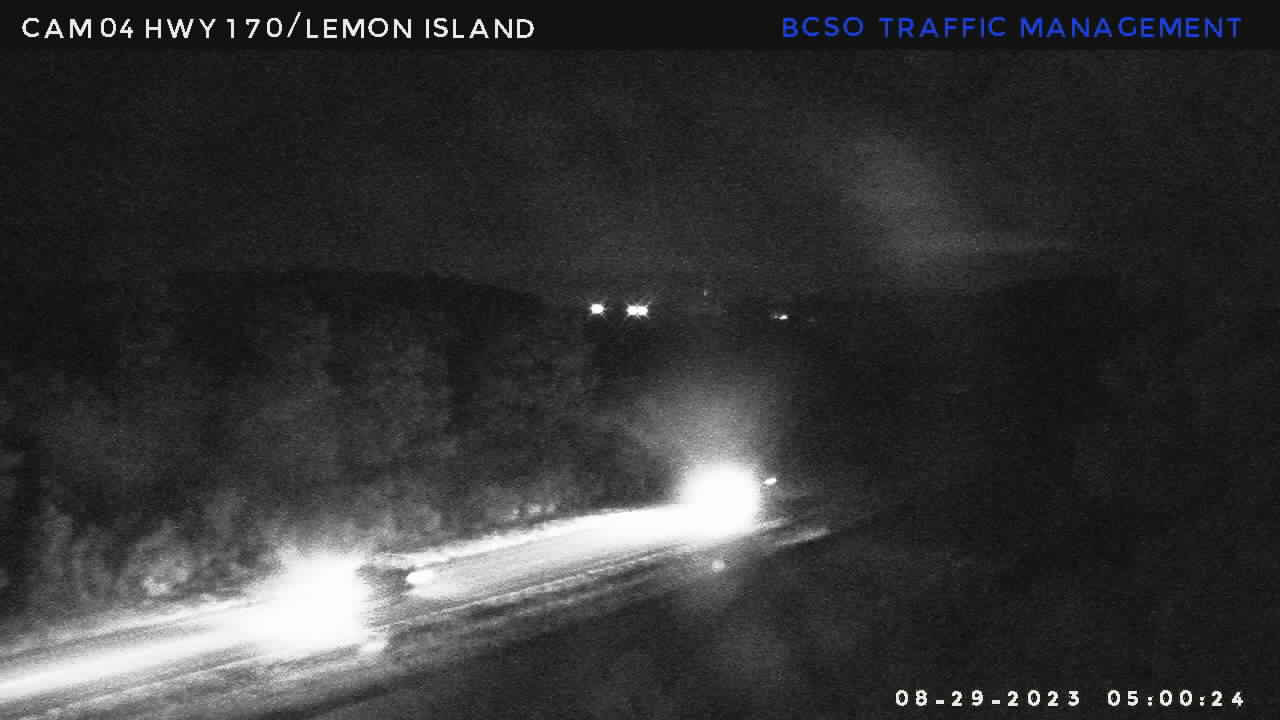 CAM04 HWY 170/LEMON ISLAND
BCSO TRAFFIC MANAGEMENT
08-29-2023 05:00:24